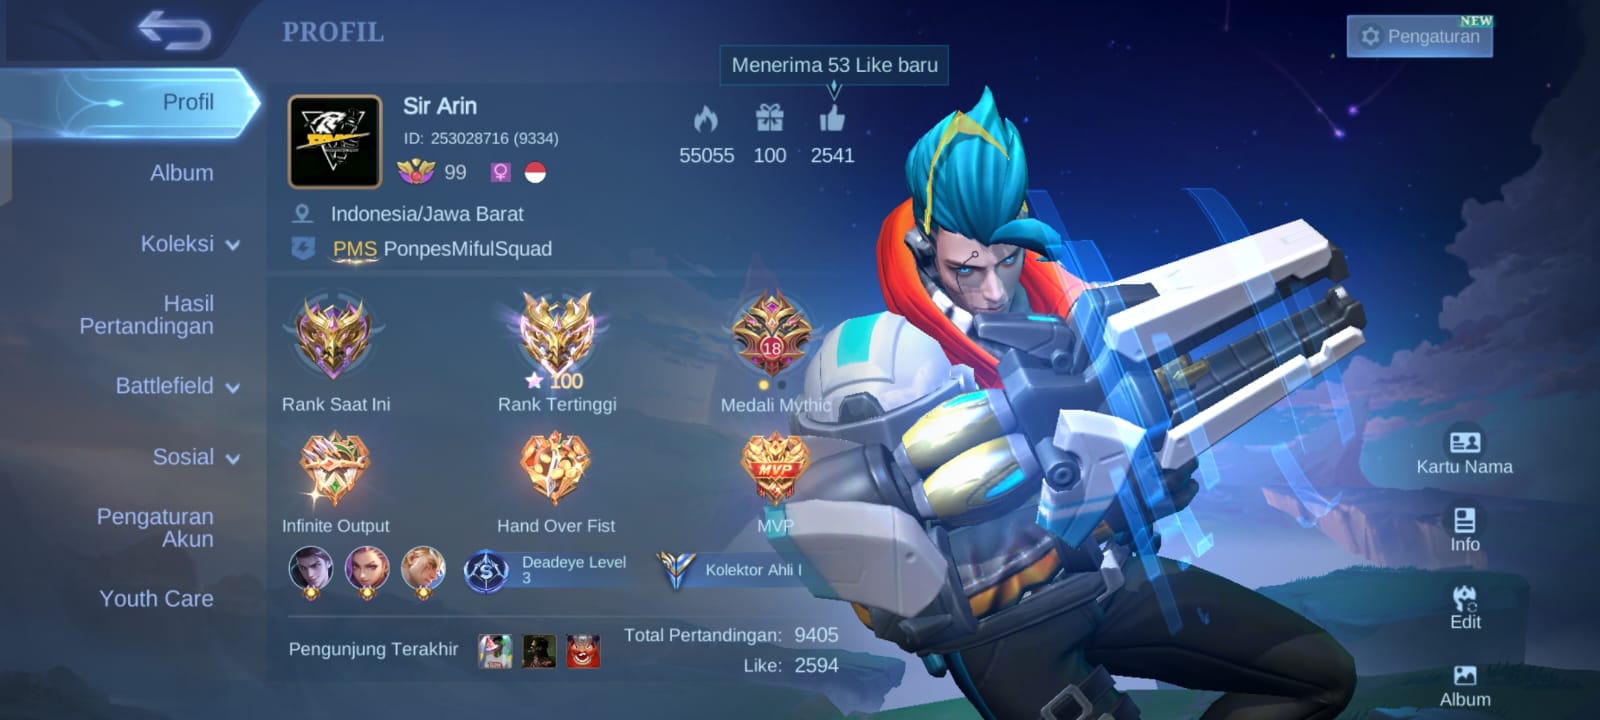 PROFIL
NEW
Pengaturan
Menerima 53 Like baru
Profil
Sir Arin
ID: 253028716 (9334)
99
55055
100
2541
Album
Indonesia/Jawa Barat
PMS PonpesMifulSquad
Koleksi
Hasil
Pertandingan
Battlefield
Sosial
Pengaturan
Akun
Youth Care
18
100
Rank Saat Ini
Rank Tertinggi
Medali Mythic
MVP
Infinite Output
Hand Over Fist
MVP
Deadeye Level
3
Kolektor Ahli I
Pengunjung Terakhir
Total Pertandingan: 9405
Like: 2594
Kartu Nama
Info
Edit
Album